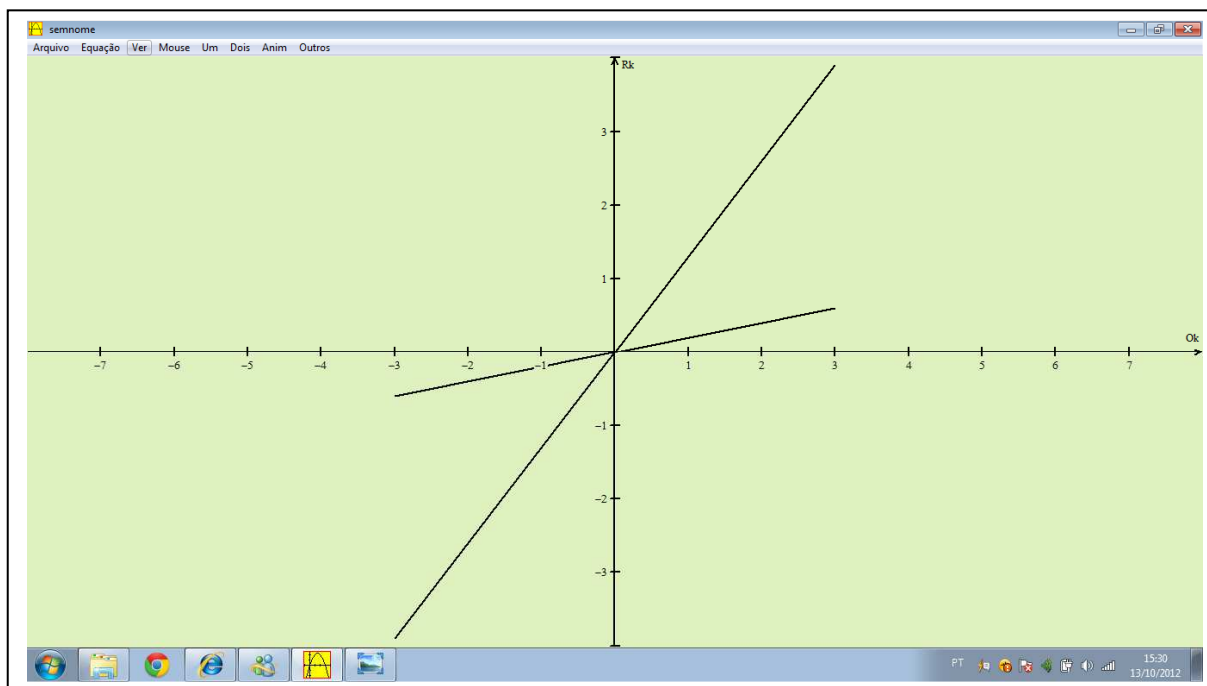 semnome
Arquivo Equação Ver Mouse Um Dois Anim Outros
Rk
3
2
1
Ok
−7 −6 −5 −4 −3 −2 −1 1 2 3 4 5 6 7
−1
−2
−3
PT 15:30
13/10/2012